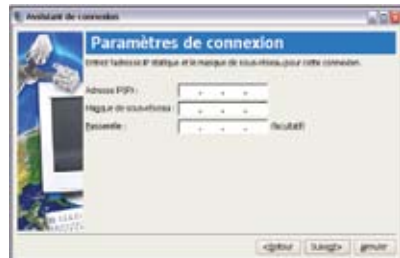 Assistant de connexion
Paramètres de connexion
Entrez l'adresse IP statique et le masque de sous-réseau pour cette connexion.
Adresse IP(P) :
Masque de sous-réseau :
Passerelle : (facultatif)
<Retour Suivant> Annuler